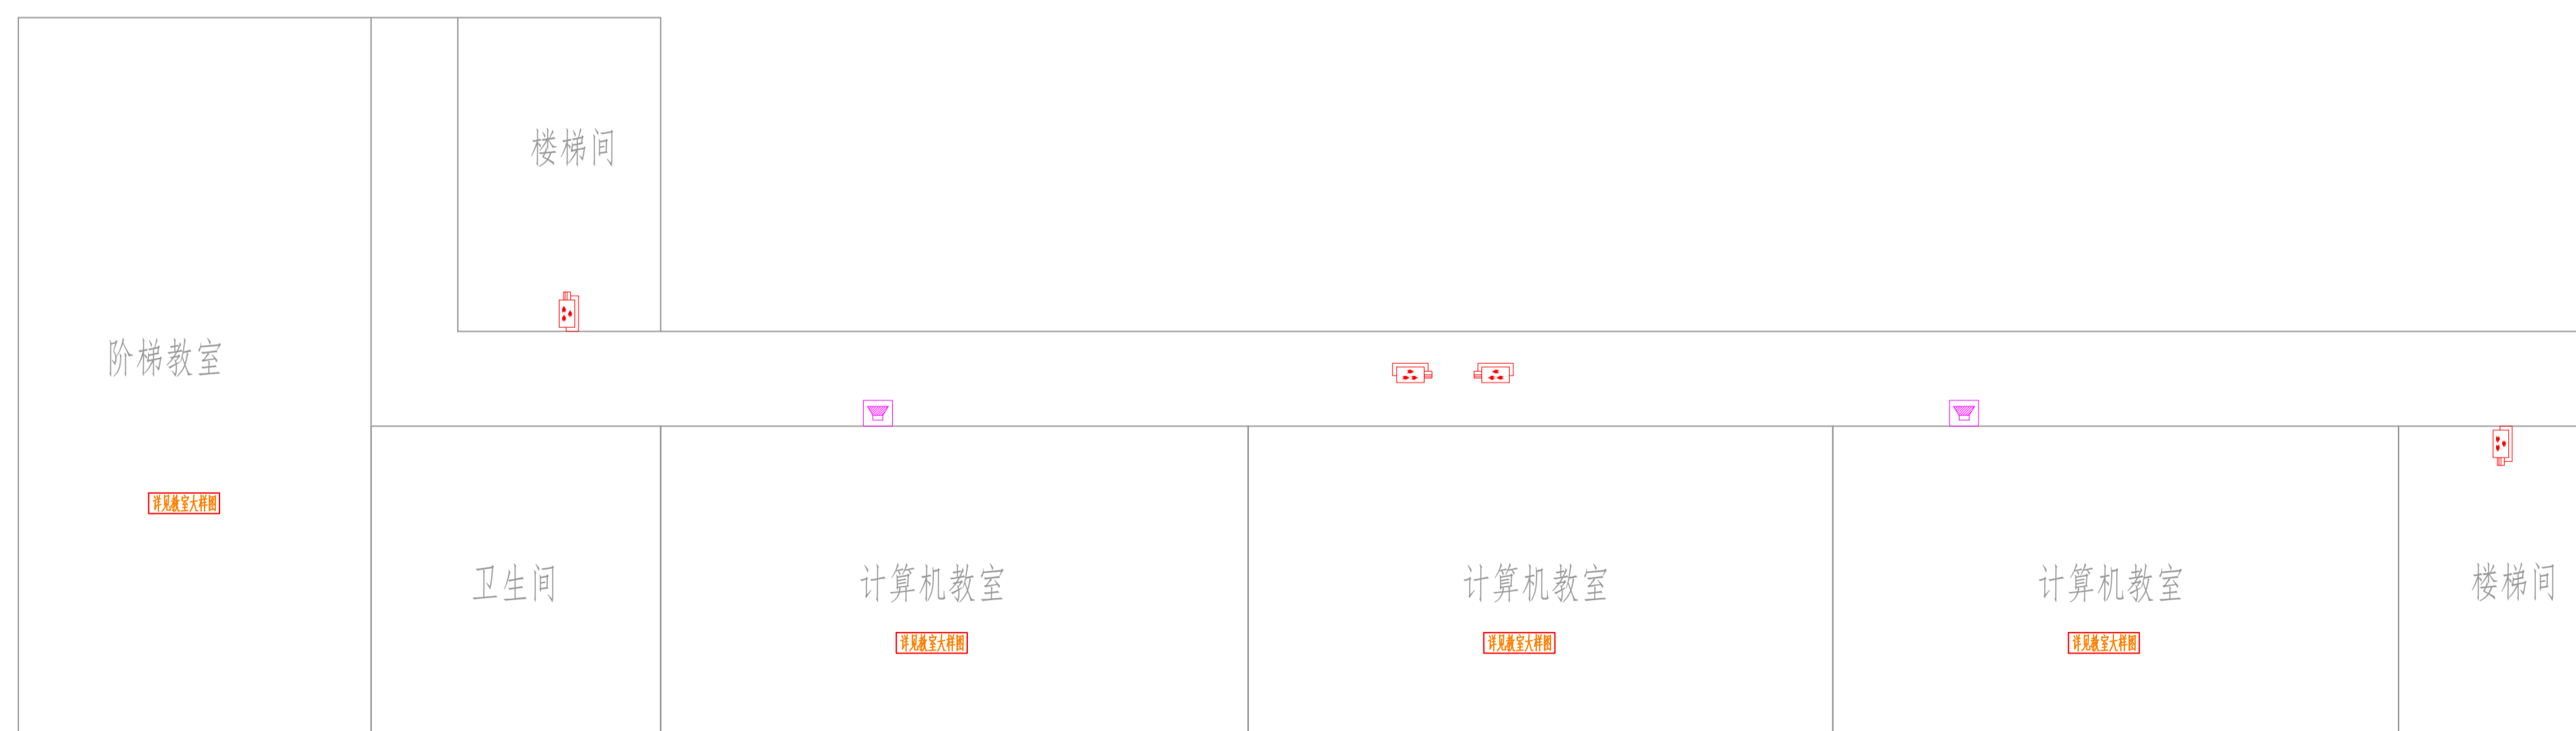 楼梯间
阶梯教室
详见教室大样图
卫生间
计算机教室
计算机教室
计算机教室
楼梯间
详见教室大样图
详见教室大样图
详见教室大样图